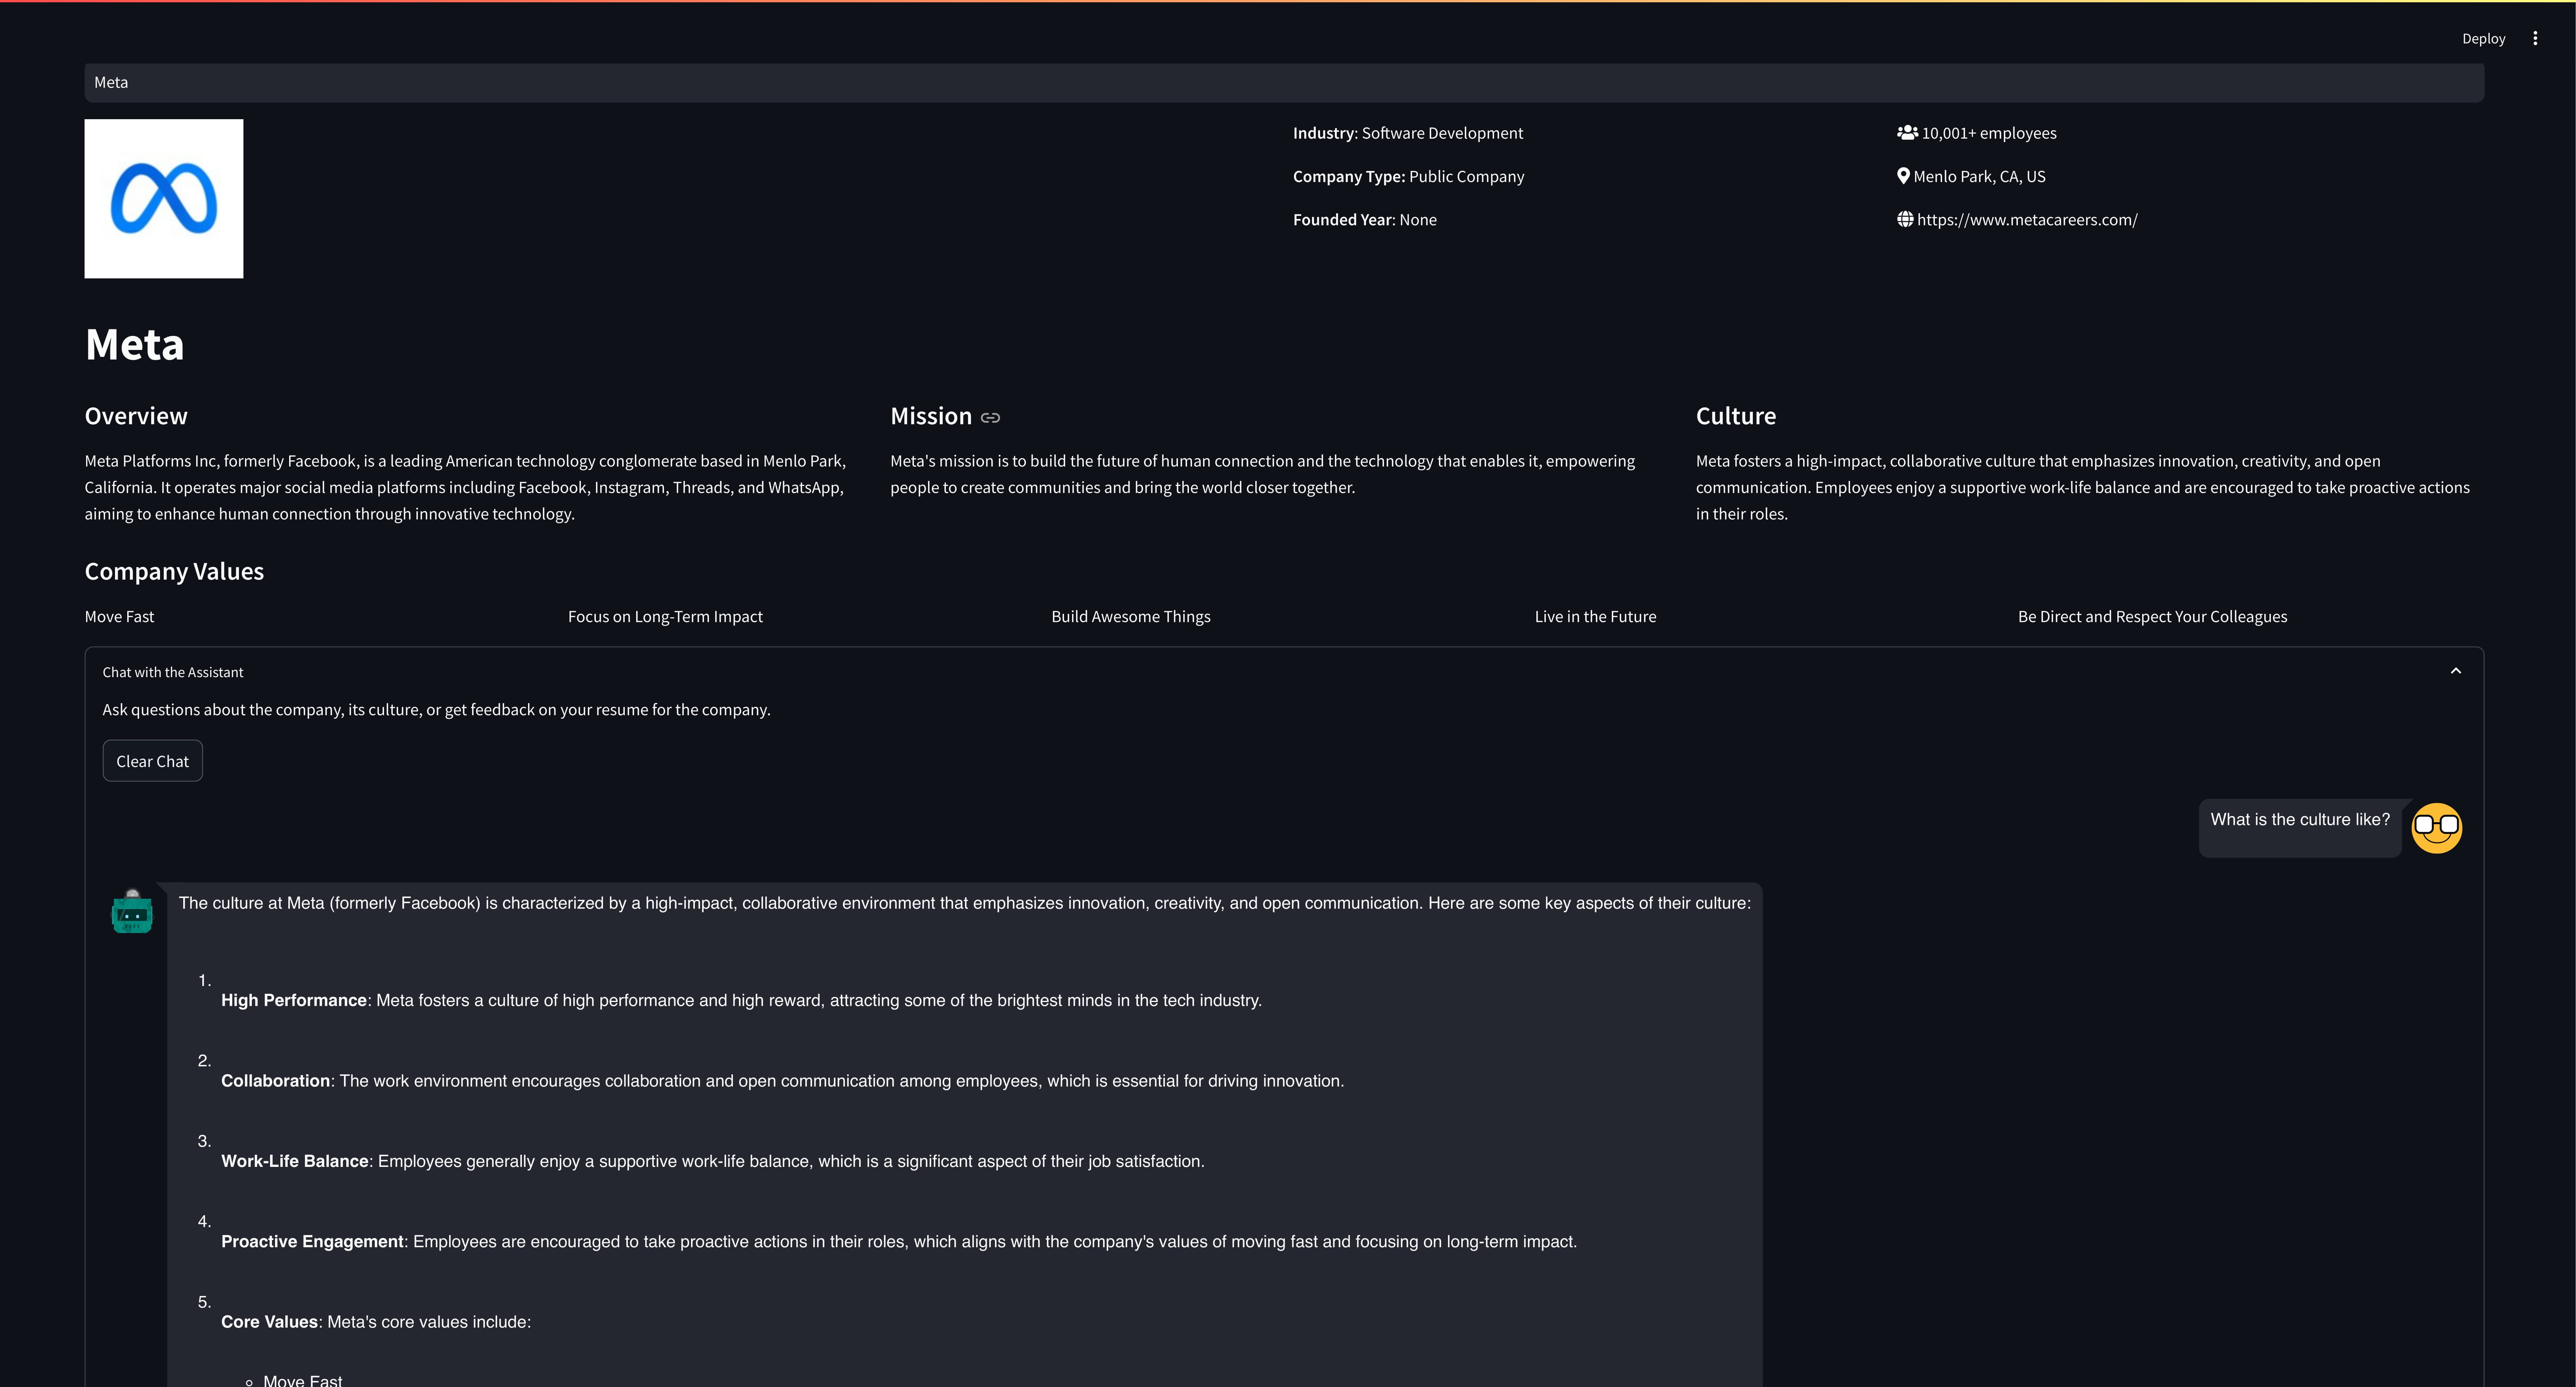 Deploy
Meta
Industry: Software Development
Company Type: Public Company
Founded Year: None
10,001+ employees
Menlo Park, CA, US
https://www.metacareers.com/
Meta
Overview
Meta Platforms Inc, formerly Facebook, is a leading American technology conglomerate based in Menlo Park,
California. It operates major social media platforms including Facebook, Instagram, Threads, and WhatsApp,
aiming to enhance human connection through innovative technology.
Mission
Meta's mission is to build the future of human connection and the technology that enables it, empowering
people to create communities and bring the world closer together.
Culture
Meta fosters a high-impact, collaborative culture that emphasizes innovation, creativity, and open
communication. Employees enjoy a supportive work-life balance and are encouraged to take proactive actions
in their roles.
Company Values
Move Fast
Focus on Long-Term Impact
Build Awesome Things
Live in the Future
Be Direct and Respect Your Colleagues
Chat with the Assistant
Ask questions about the company, its culture, or get feedback on your resume for the company.
Clear Chat
What is the culture like?
The culture at Meta (formerly Facebook) is characterized by a high-impact, collaborative environment that emphasizes innovation, creativity, and open communication. Here are some key aspects of their culture:
1.
High Performance: Meta fosters a culture of high performance and high reward, attracting some of the brightest minds in the tech industry.
2.
Collaboration: The work environment encourages collaboration and open communication among employees, which is essential for driving innovation.
3.
Work-Life Balance: Employees generally enjoy a supportive work-life balance, which is a significant aspect of their job satisfaction.
4.
Proactive Engagement: Employees are encouraged to take proactive actions in their roles, which aligns with the company's values of moving fast and focusing on long-term impact.
5.
Core Values: Meta's core values include:
Move Fast